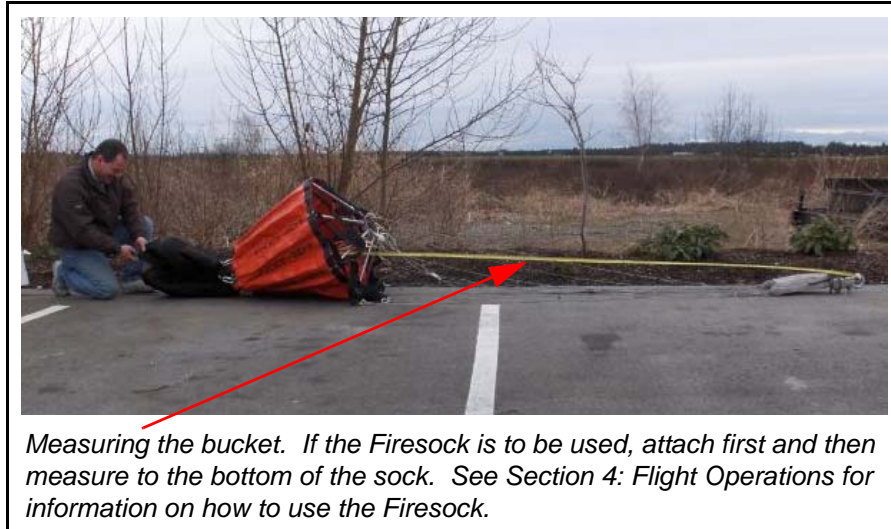 Measuring the bucket.  If the Firesock is to be used, attach first and then
measure to the bottom of the sock.  See Section 4: Flight Operations for
information on how to use the Firesock.